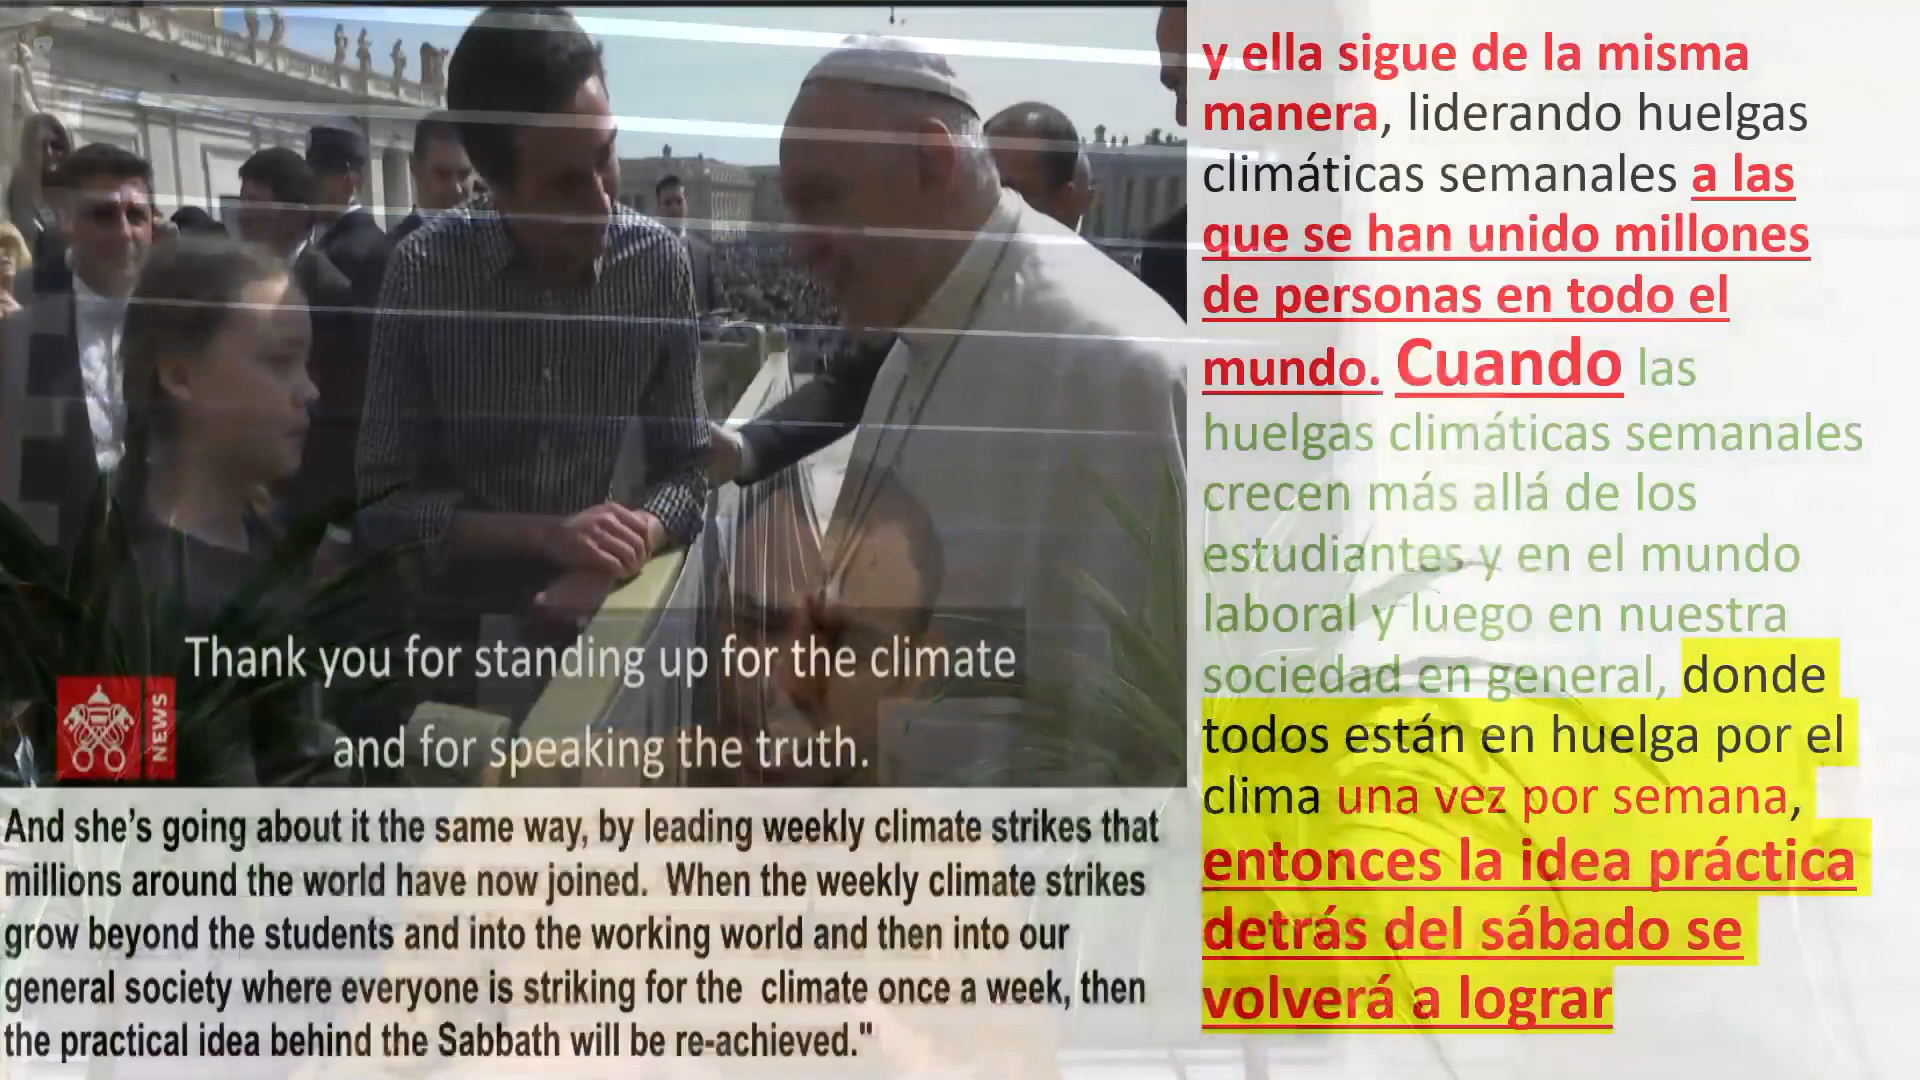 Thank you for standing up for the climate
and for speaking the truth.
NEWS
And she's going about it the same way, by leading weekly climate strikes that
millions around the world have now joined.  When the weekly climate strikes
grow beyond the students and into the working world and then into our
general society where everyone is striking for the  climate once a week, then
the practical idea behind the Sabbath will be re-achieved."
y ella sigue de la misma
manera, liderando huelgas
climáticas semanales a las
que se han unido millones
de personas en todo el
mundo. Cuando las
huelgas climáticas semanales
crecen más allá de los
estudiantes y en el mundo
laboral y luego en nuestra
sociedad en general, donde
todos están en huelga por el
clima una vez por semana,
entonces la idea práctica
detrás del sábado se
volverá a lograr